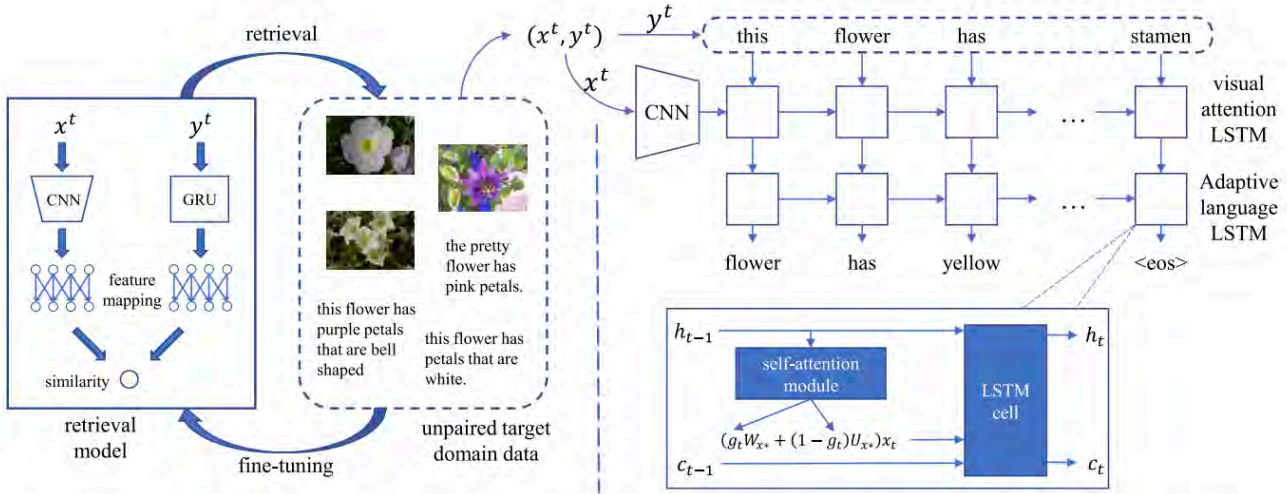 retrieval
x^t
y^t
CNN
GRU
feature
mapping
similarity
retrieval
model
fine-tuning
the pretty
flower has
pink petals.
this flower has
purple petals
that are bell
shaped
this flower has
petals that are
white.
unpaired target
domain data
(x^t, y^t)
y^t
x^t
CNN
this flower has stamen
visual
attention
LSTM
...
Adaptive
language
LSTM
...
flower has yellow <eos>
h_{t-1}
self-attention
module
(g_t W_{x*} + (1 - g_t)U_{x*})x_t
c_{t-1}
LSTM
cell
h_t
c_t